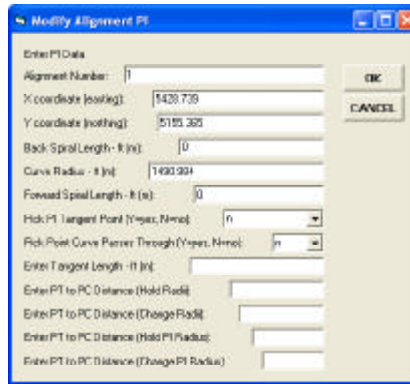 Modify Alignment PI
Enter PI Data
Alignment Number: 1
OK
X coordinate (easting): 5428.739
CANCEL
Y coordinate (northing): 5155.365
Back Spiral Length - ft (m): 0
Curve Radius - ft (m): 1490.994
Forward Spiral Length - ft (m): 0
Pick PI Tangent Point (Y=yes, N=no): n
Pick Point Curve Passes Through (Y=yes, N=no): n
Enter Tangent Length - ft (m):
Enter PT to PC Distance (Hold Radii):
Enter PT to PC Distance (Change Radii):
Enter PT to PC Distance (Hold PI Radius):
Enter PT to PC Distance (Change PI Radius):